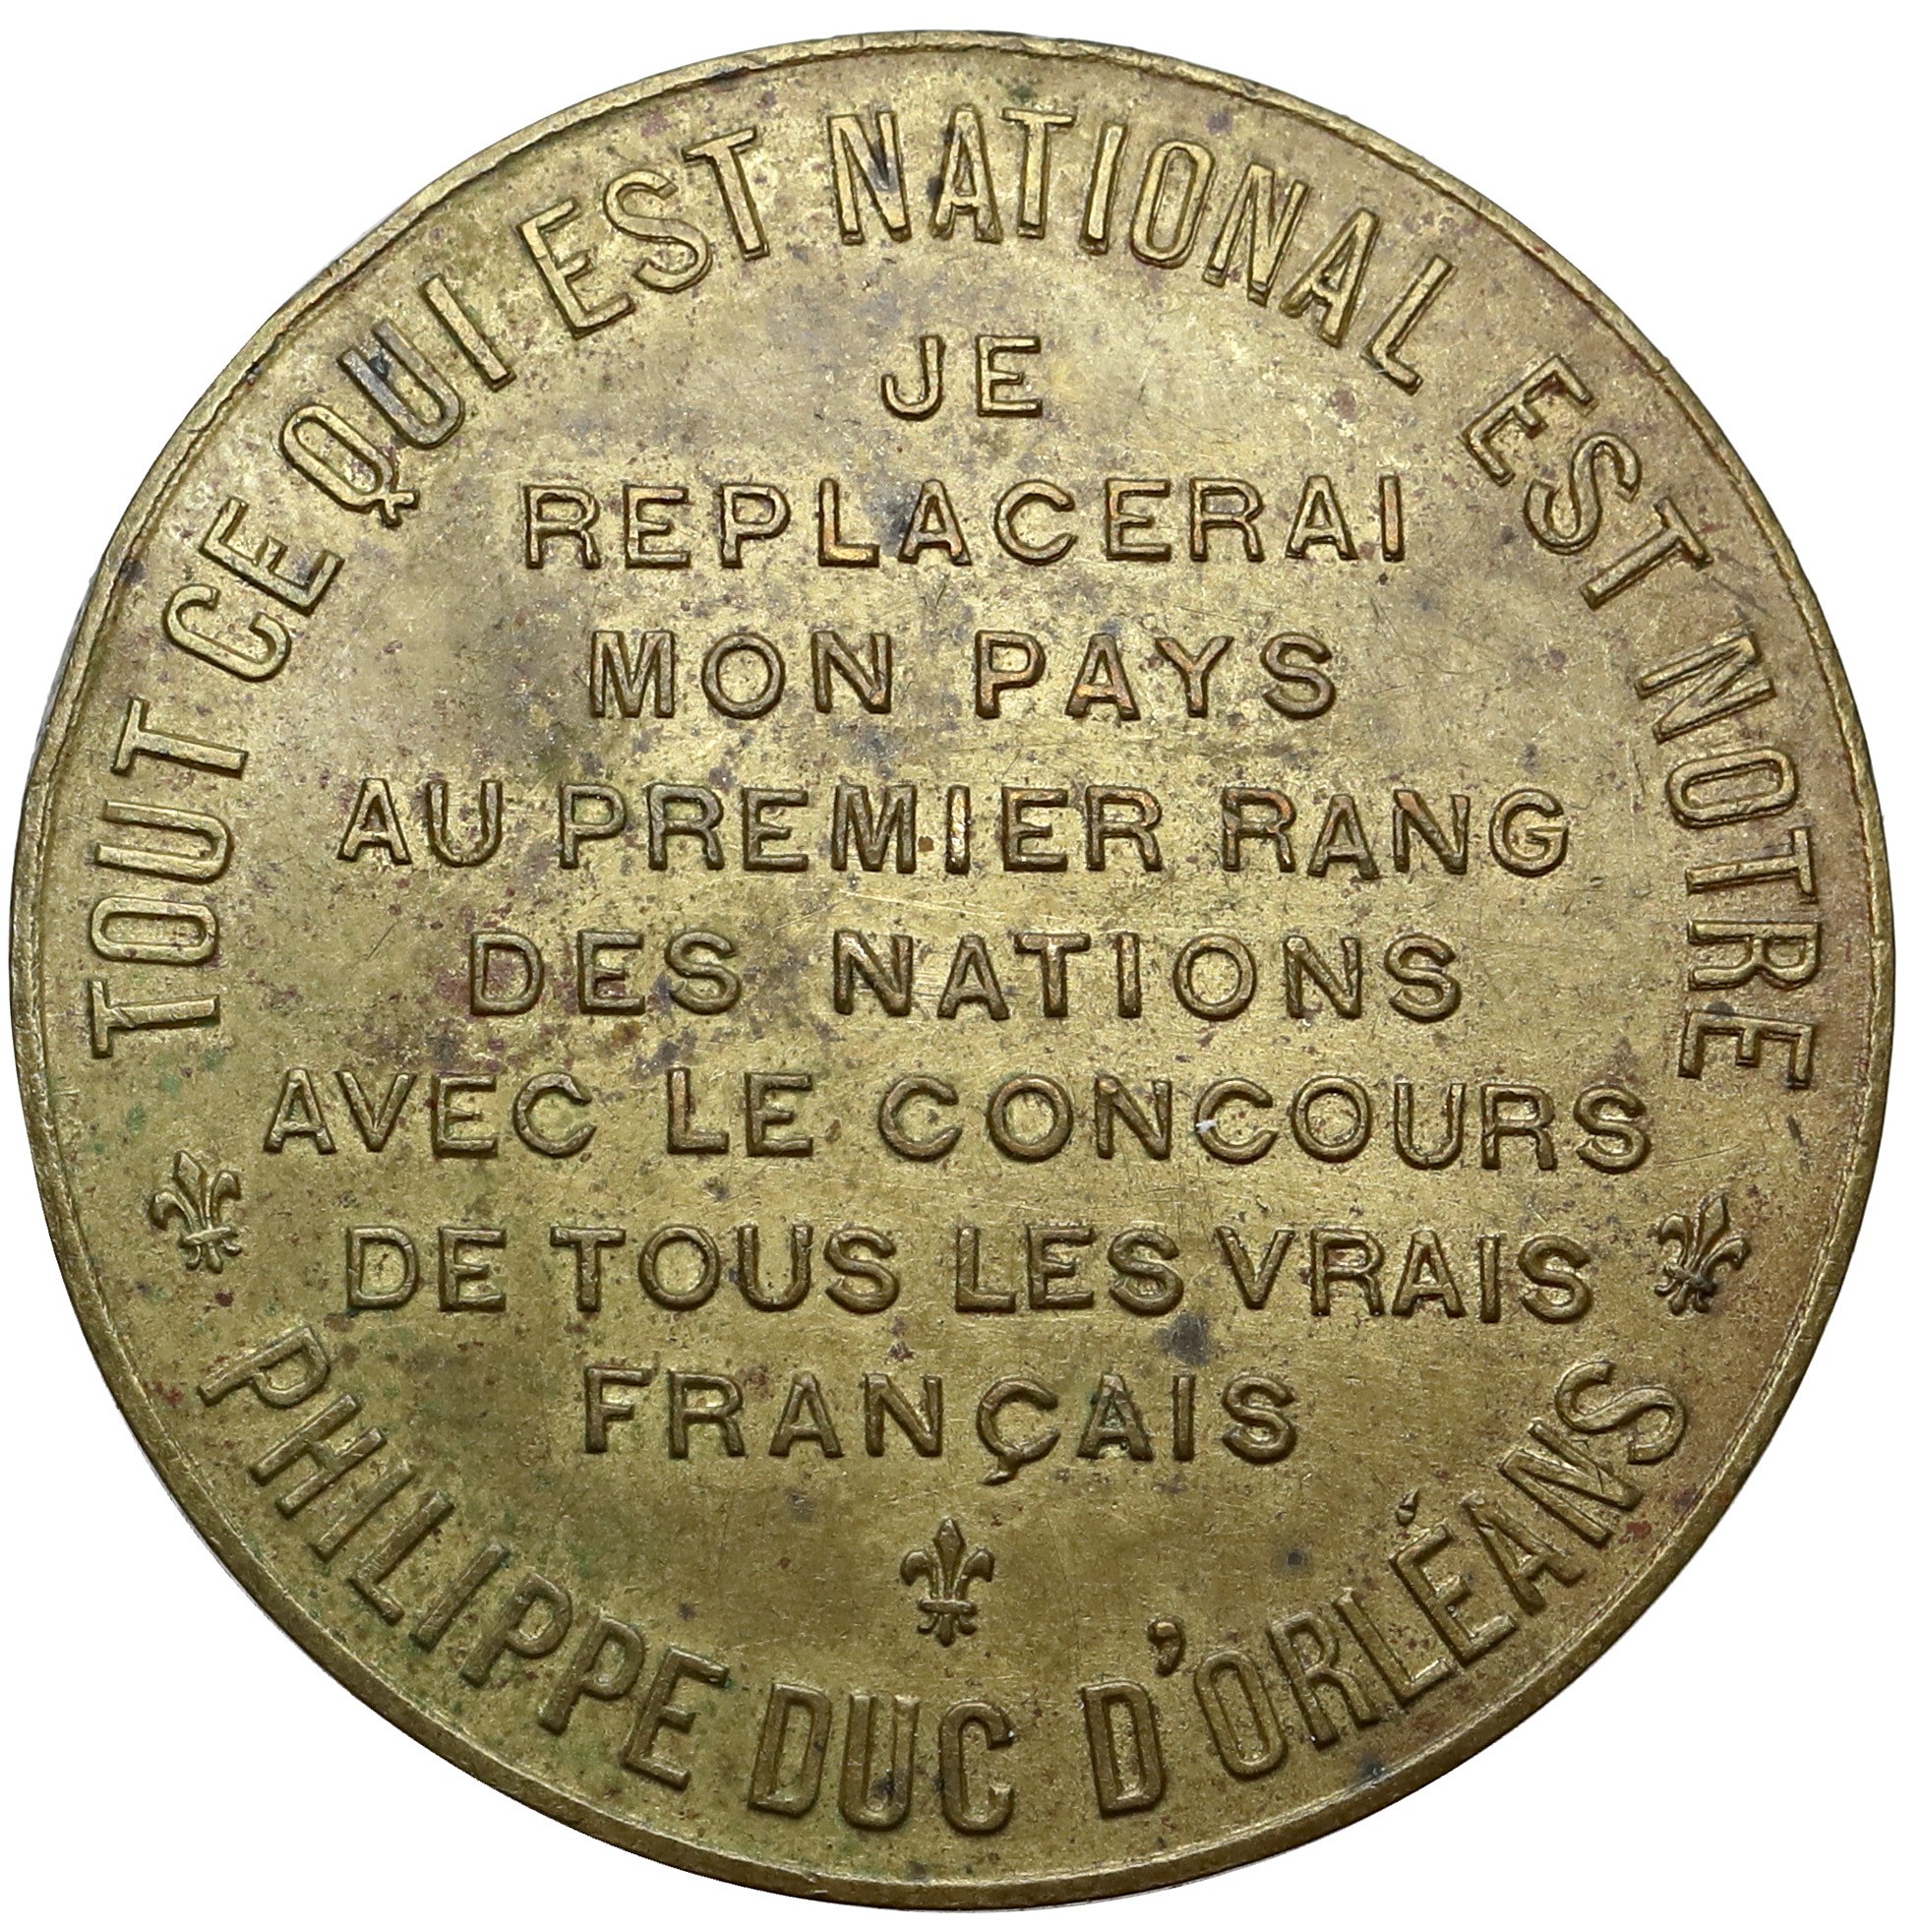 TOUT CE QUI EST NATIONAL EST NOTRE
JE
REPLACERAI
MON PAYS
AU PREMIER RANG
DES NATIONS
AVEC LE CONCOURS
DE TOUS LES VRAIS
FRANÇAIS
PHILIPPE DUC D'ORLÉANS